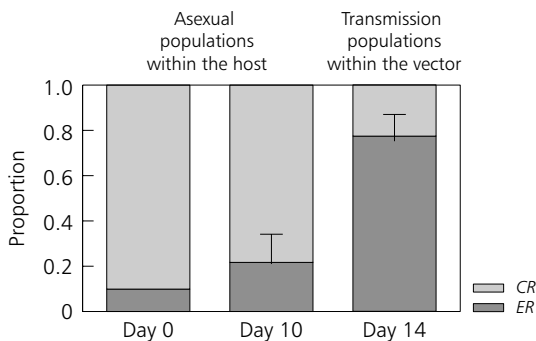 Asexual
populations
within the host
Transmission
populations
within the vector
Proportion
1.0
0.8
0.6
0.4
0.2
0
Day 0
Day 10
Day 14
CR
ER